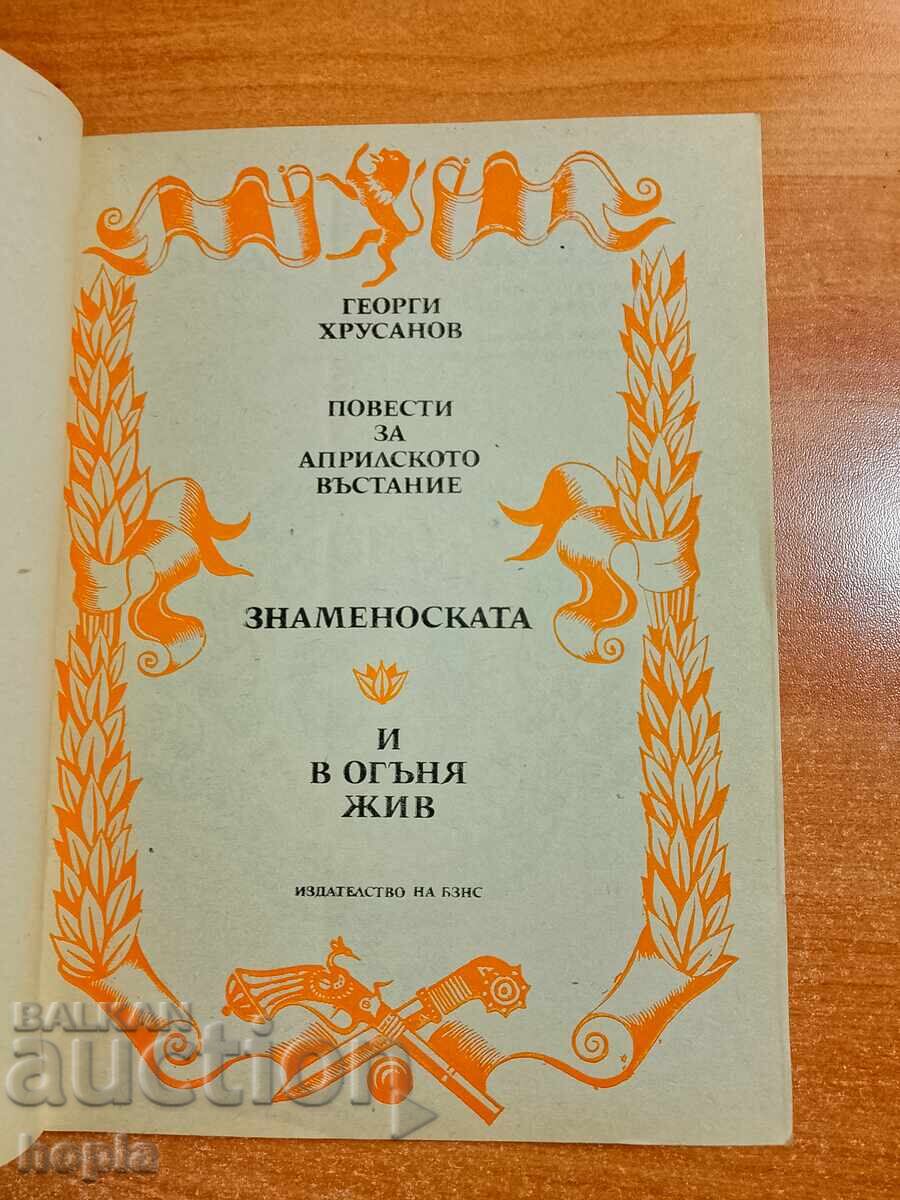 ГЕОРГИ
ХРУСАНОВ
ПОВЕСТИ
ЗА
АПРИЛСКОТО
ВЪСТАНИЕ
ЗНАМЕНОСКАТА
И
В ОГЪНЯ
ЖИВ
ИЗДАТЕЛСТВО НА БЗНС
BALKAN
auction
hopla